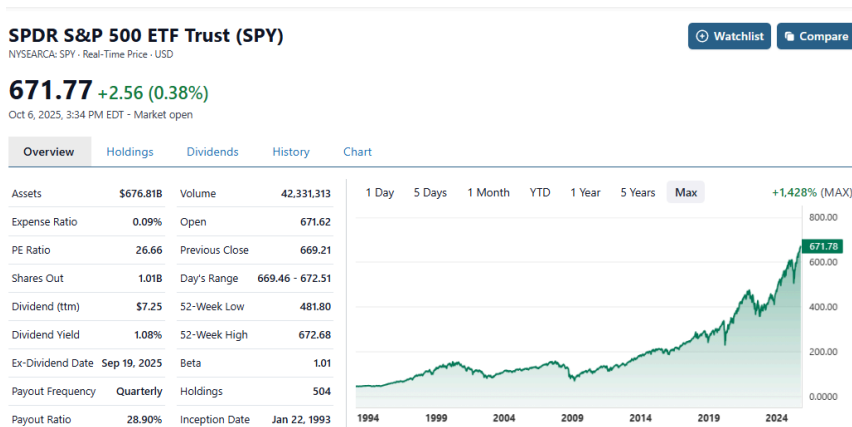 SPDR S&P 500 ETF Trust (SPY)
NYSEARCA: SPY · Real-Time Price · USD
Watchlist
Compare
671.77 +2.56 (0.38%)
Oct 6, 2025, 3:34 PM EDT - Market open
Overview Holdings Dividends History Chart
Assets $676.81B Volume 42,331,313
Expense Ratio 0.09% Open 671.62
PE Ratio 26.66 Previous Close 669.21
Shares Out 1.01B Day's Range 669.46 - 672.51
Dividend (ttm) $7.25 52-Week Low 481.80
Dividend Yield 1.08% 52-Week High 672.68
Ex-Dividend Date Sep 19, 2025 Beta 1.01
Payout Frequency Quarterly Holdings 504
Payout Ratio 28.90% Inception Date Jan 22, 1993
1 Day 5 Days 1 Month YTD 1 Year 5 Years Max +1,428% (MAX)
800.00
671.78
600.00
400.00
200.00
0.0000
1994 1999 2004 2009 2014 2019 2024